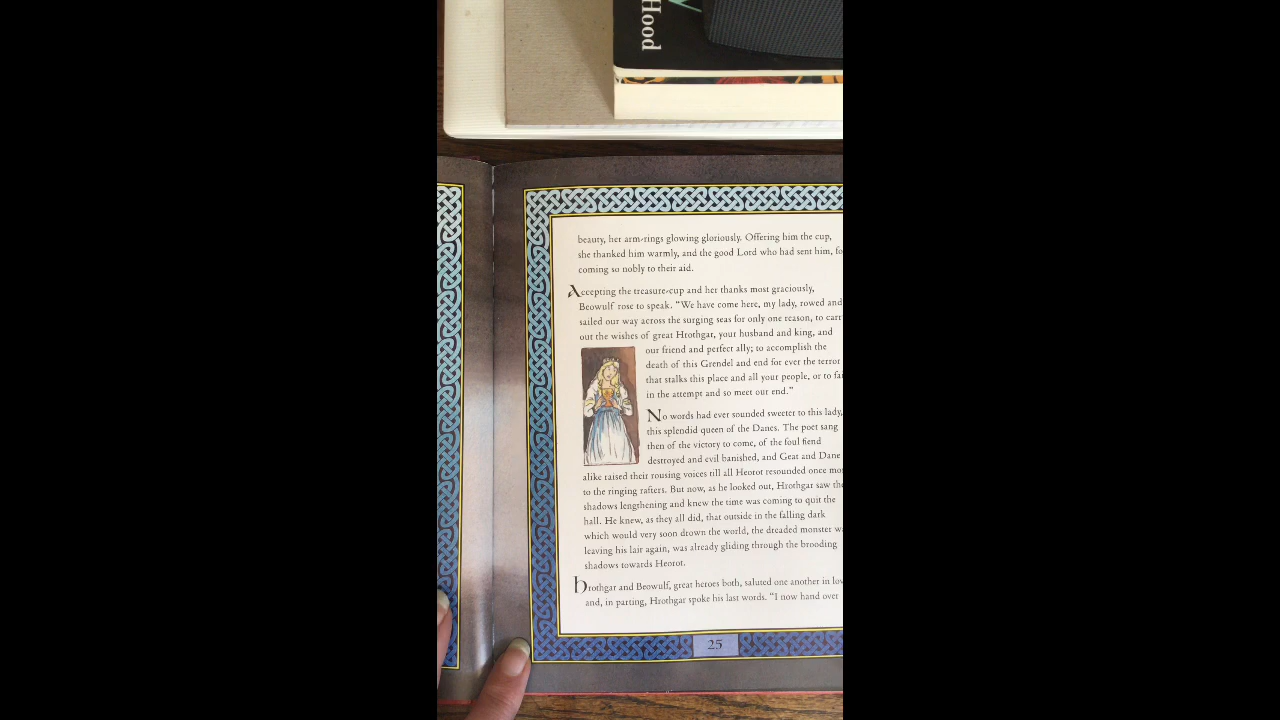 Hood
beauty, her arm-rings glowing gloriously. Offering him the cup,
she thanked him warmly, and the good Lord who had sent him, fo
coming so nobly to their aid.
Accepting the treasure-cup and her thanks most graciously,
Beowulf rose to speak. "We have come here, my lady, rowed and
sailed our way across the surging seas for only one reason, to carr
out the wishes of great Hrothgar, your husband and king, and
our friend and perfect ally; to accomplish the
death of this Grendel and end for ever the terror
that stalks this place and all your people, or to fai
in the attempt and so meet our end."
No words had ever sounded sweeter to this lady,
this splendid queen of the Danes. The poet sang
then of the victory to come, of the foul fiend
destroyed and evil banished, and Geat and Dane
alike raised their rousing voices till all Heorot resounded once mo
to the ringing rafters. But now, as he looked out, Hrothgar saw the
shadows lengthening and knew the time was coming to quit the
hall. He knew, as they all did, that outside in the falling dark
which would very soon drown the world, the dreaded monster w
leaving his lair again, was already gliding through the brooding
shadows towards Heorot.
Hrothgar and Beowulf, great heroes both, saluted one another in lov
and, in parting, Hrothgar spoke his last words. "I now hand over
25